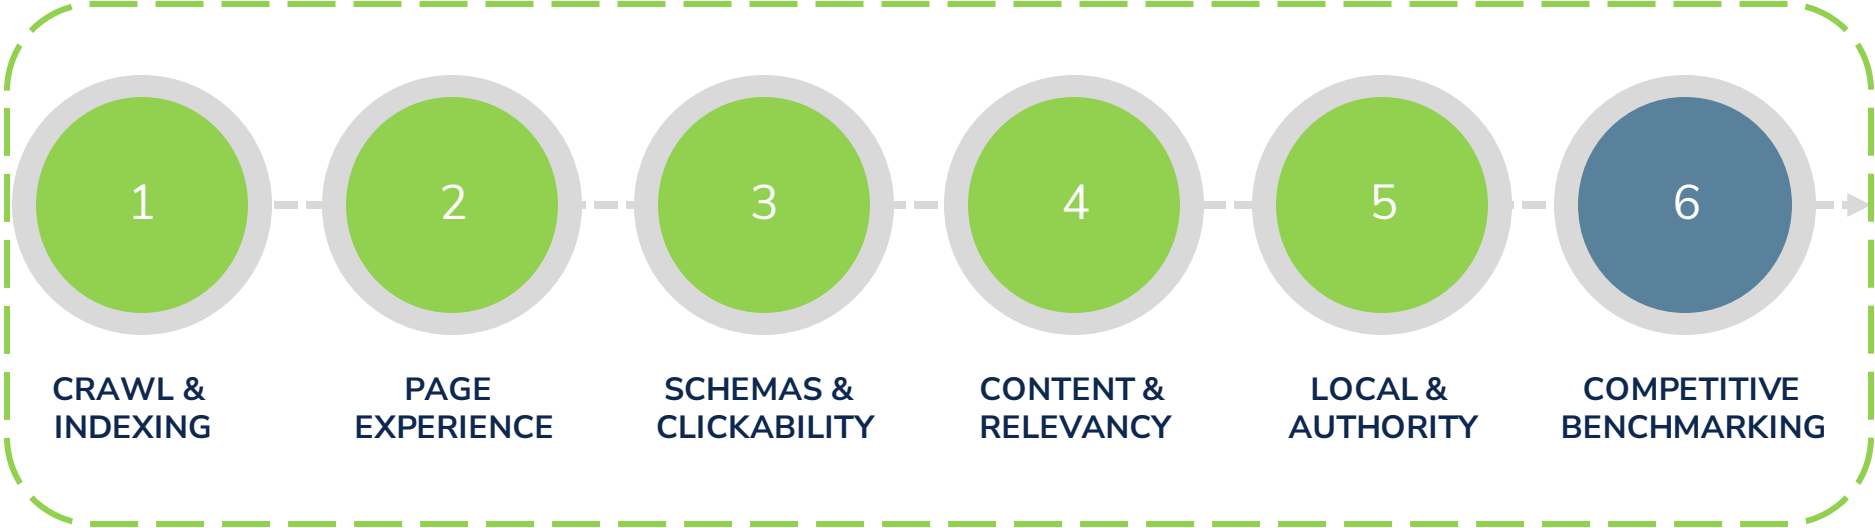 1
2
3
4
5
6
CRAWL &
INDEXING
PAGE
EXPERIENCE
SCHEMAS &
CLICKABILITY
CONTENT &
RELEVANCY
LOCAL &
AUTHORITY
COMPETITIVE
BENCHMARKING